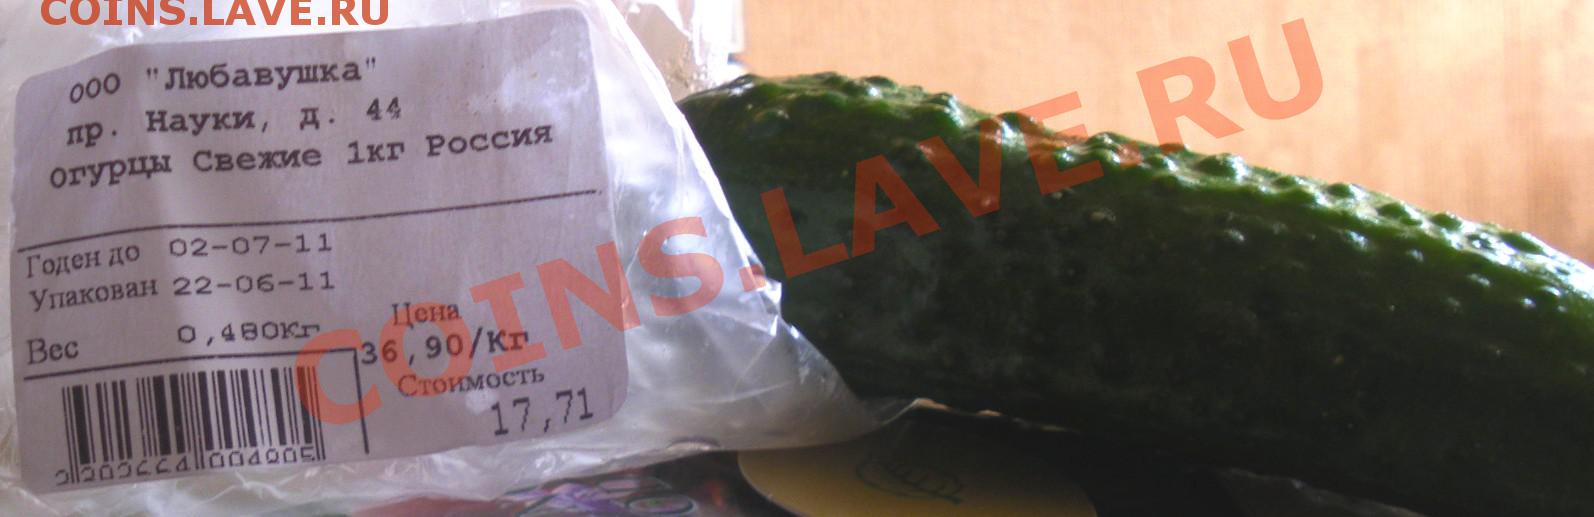 COINS.LAVE.RU
ооо "Любавушка"
пр. Науки, д. 44
огурцы Свежие 1кг Россия
Годен до 02-07-11
Упакован 22-06-11
Вес 0,480Кг
Цена
36,90/Кг
Стоимость
17,71
COINS.LAVE.RU